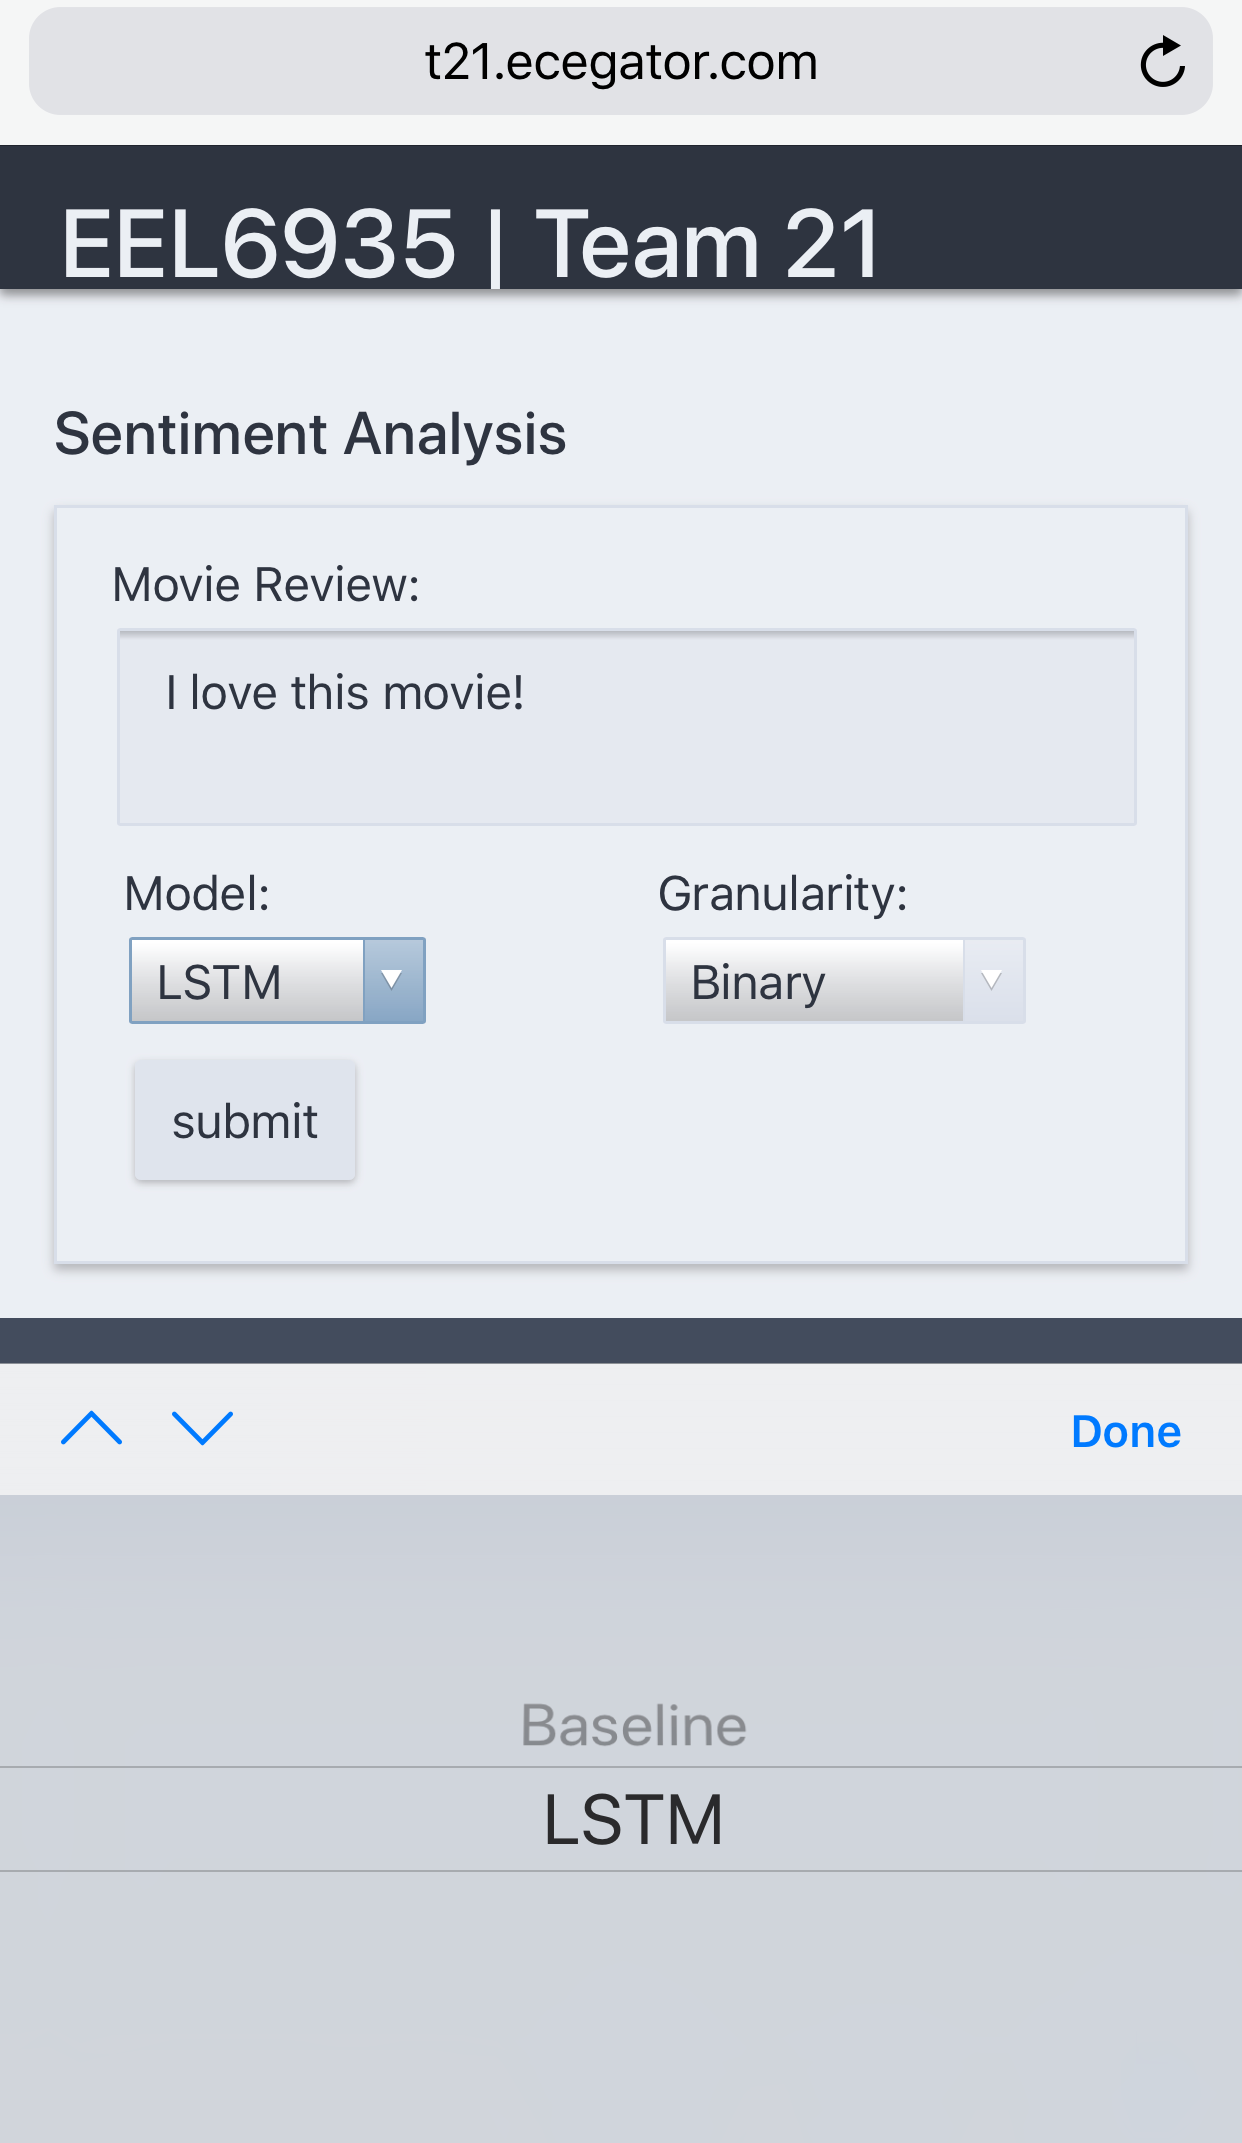 t21.ecegator.com
EEL6935 | Team 21
Sentiment Analysis
Movie Review:
I love this movie!
Model: Granularity:
LSTM Binary
submit
Done
Baseline
LSTM